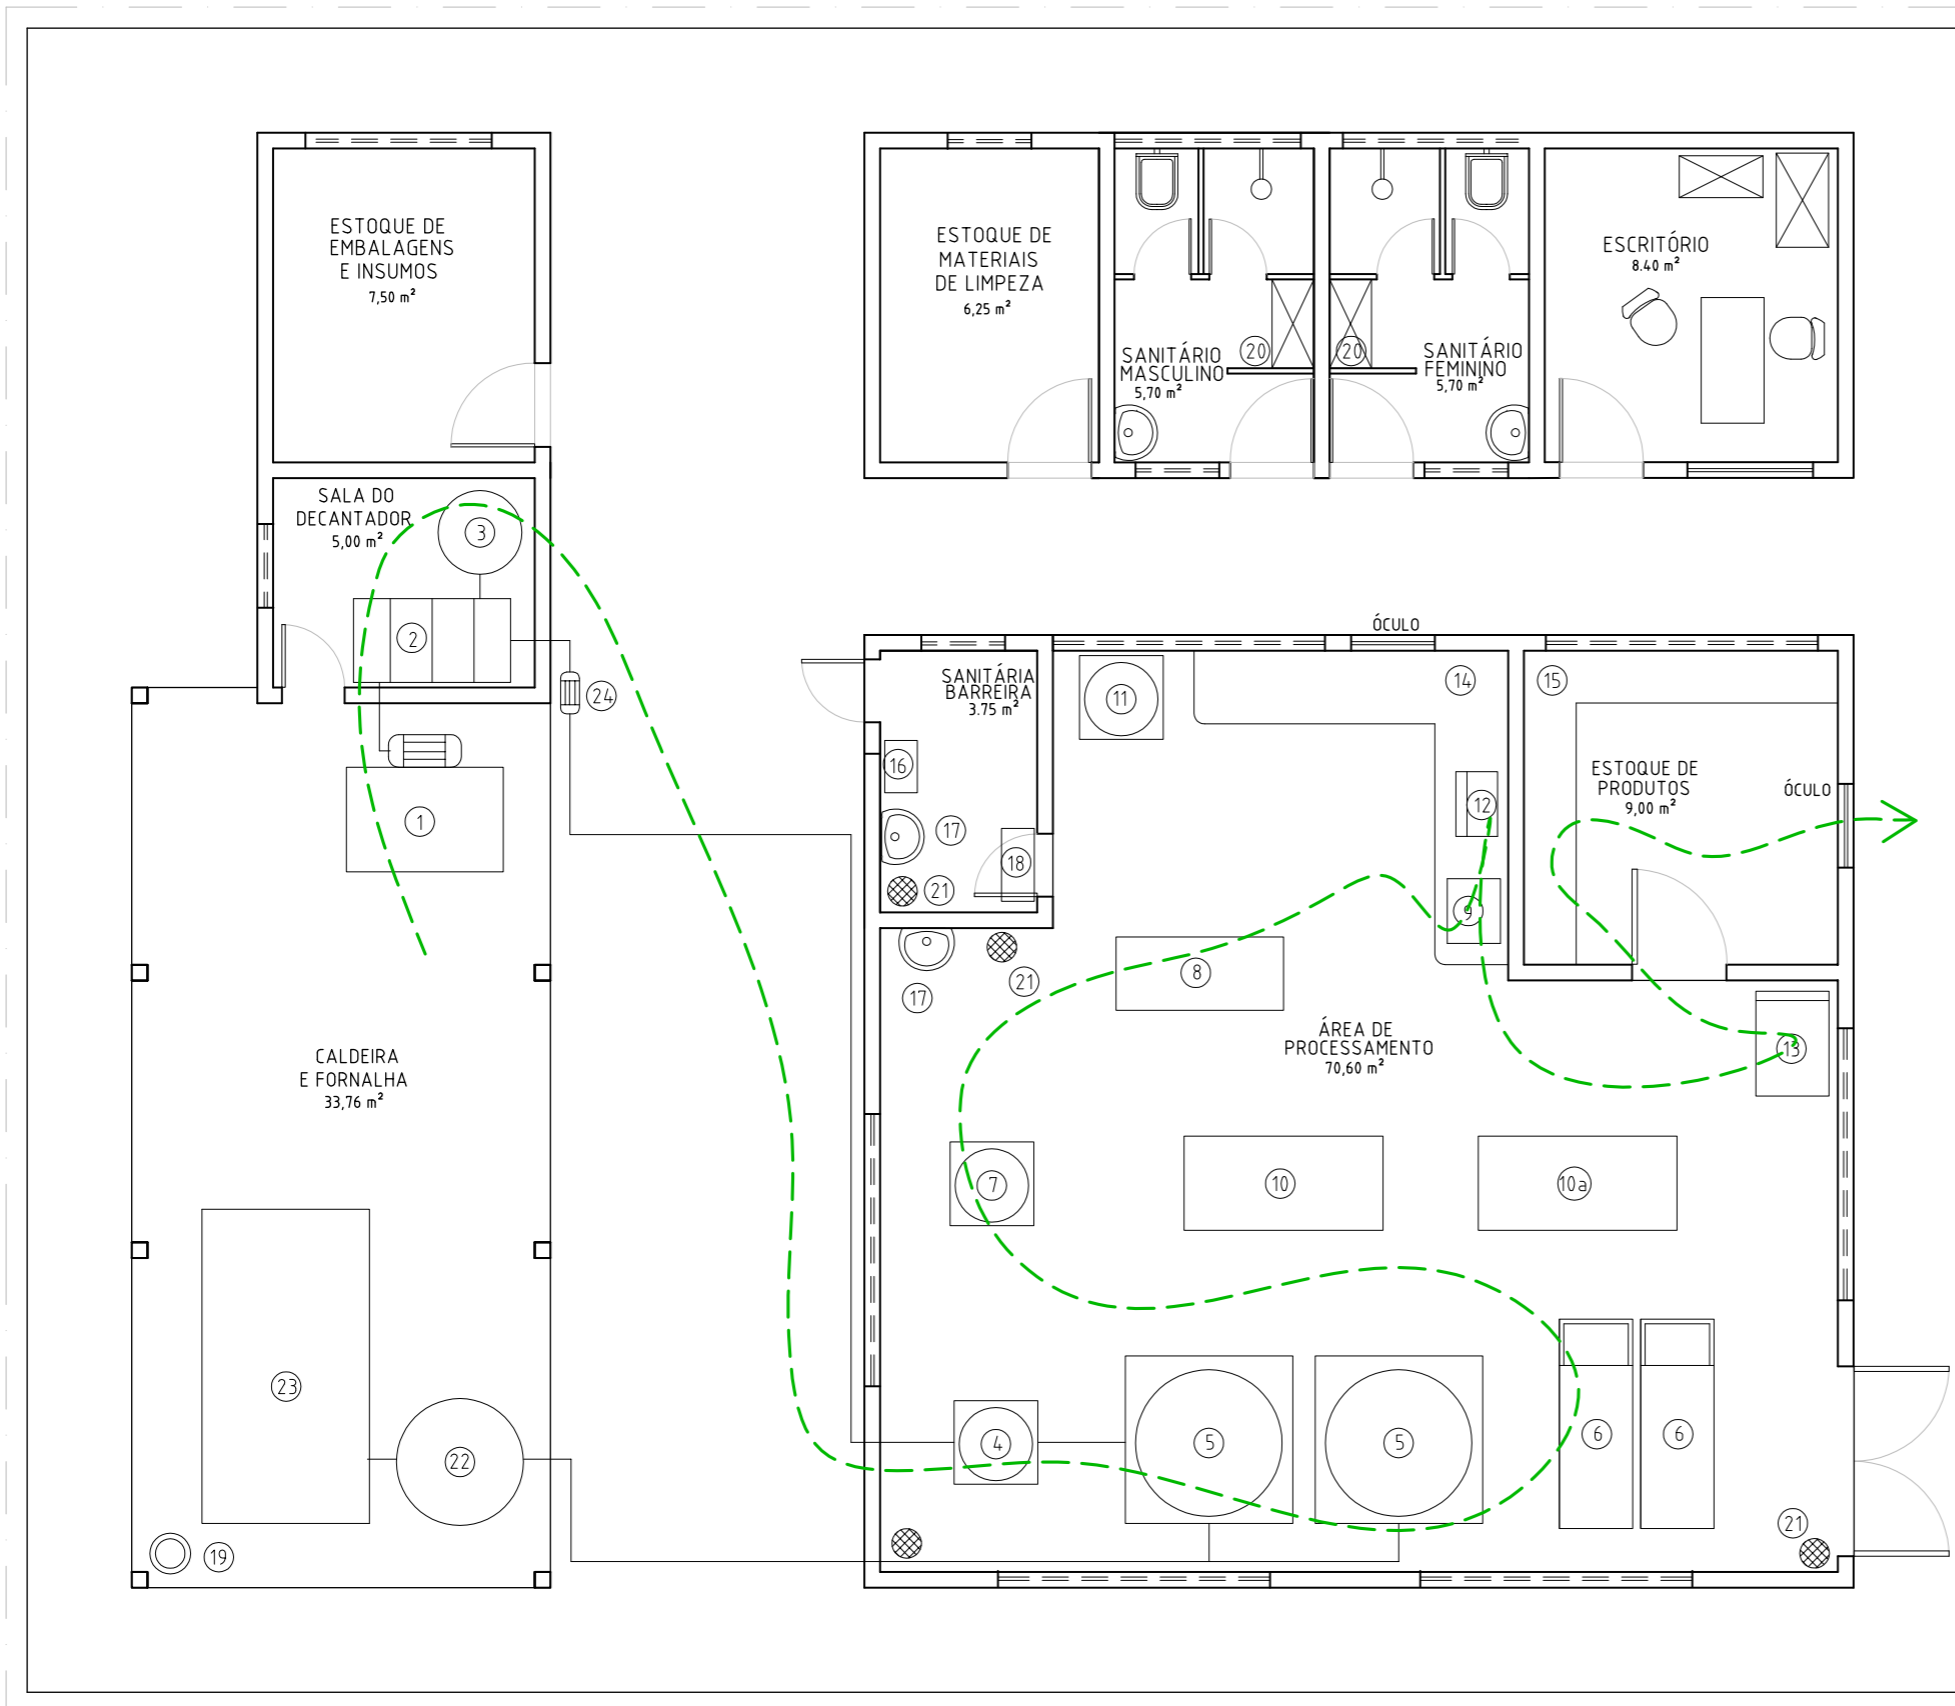 ESTOQUE DE
EMBALAGENS
E INSUMOS
7,50 m²
ESTOQUE DE
MATERIAIS
DE LIMPEZA
6,25 m²
SANITÁRIO
MASCULINO
5,70 m²
20
20
SANITÁRIO
FEMININO
5,70 m²
ESCRITÓRIO
8.40 m²
SALA DO
DECANTADOR
5,00 m²
3
2
24
1
CALDEIRA
E FORNALHA
33,76 m²
23
22
19
SANITÁRIA
BARREIRA
3.75 m²
16
17
18
21
17
21
11
ÓCULO
14
12
9
8
15
ESTOQUE DE
PRODUTOS
9,00 m²
ÓCULO
ÁREA DE
PROCESSAMENTO
70,60 m²
13
7
10
10a
4
5
5
6
6
21